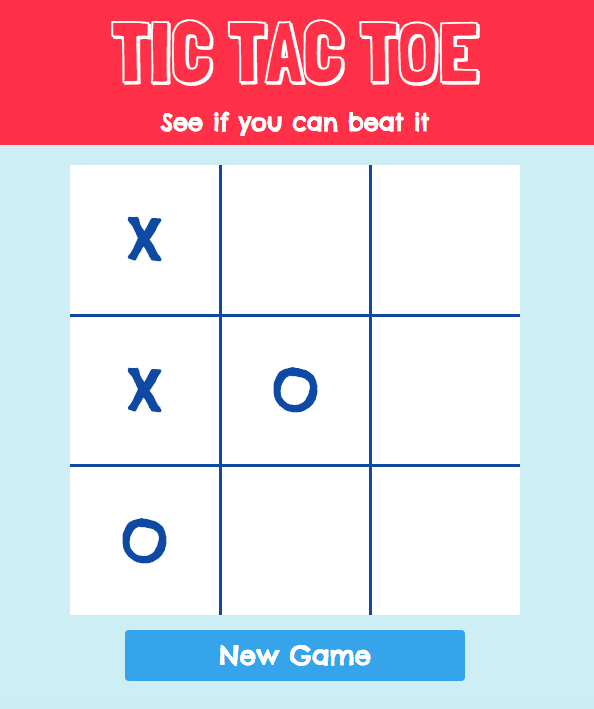 TIC TAC TOE
See if you can beat it
X
X O
O
New Game